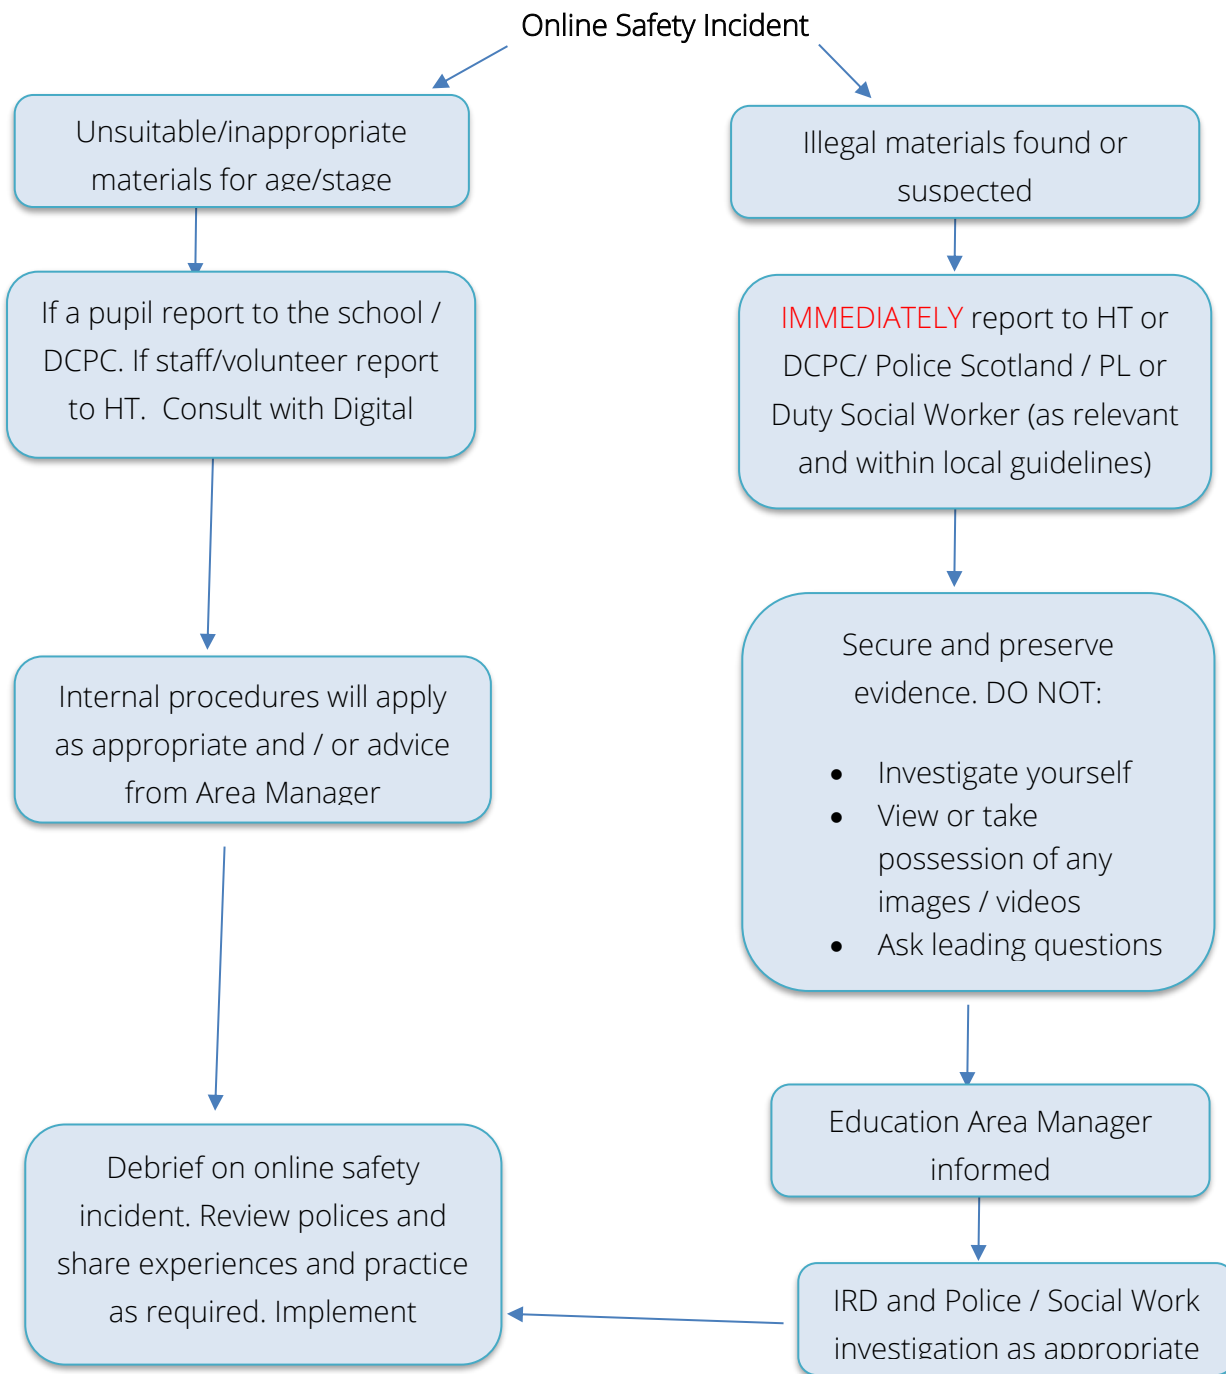 Online Safety Incident
Unsuitable/inappropriate
materials for age/stage
If a pupil report to the school /
DCPC. If staff/volunteer report
to HT.  Consult with Digital
Internal procedures will apply
as appropriate and / or advice
from Area Manager
Debrief on online safety
incident. Review polices and
share experiences and practice
as required. Implement
Illegal materials found or
suspected
IMMEDIATELY report to HT or
DCPC/ Police Scotland / PL or
Duty Social Worker (as relevant
and within local guidelines)
Secure and preserve
evidence. DO NOT:
• Investigate yourself
• View or take
possession of any
images / videos
• Ask leading questions
Education Area Manager
informed
IRD and Police / Social Work
investigation as appropriate